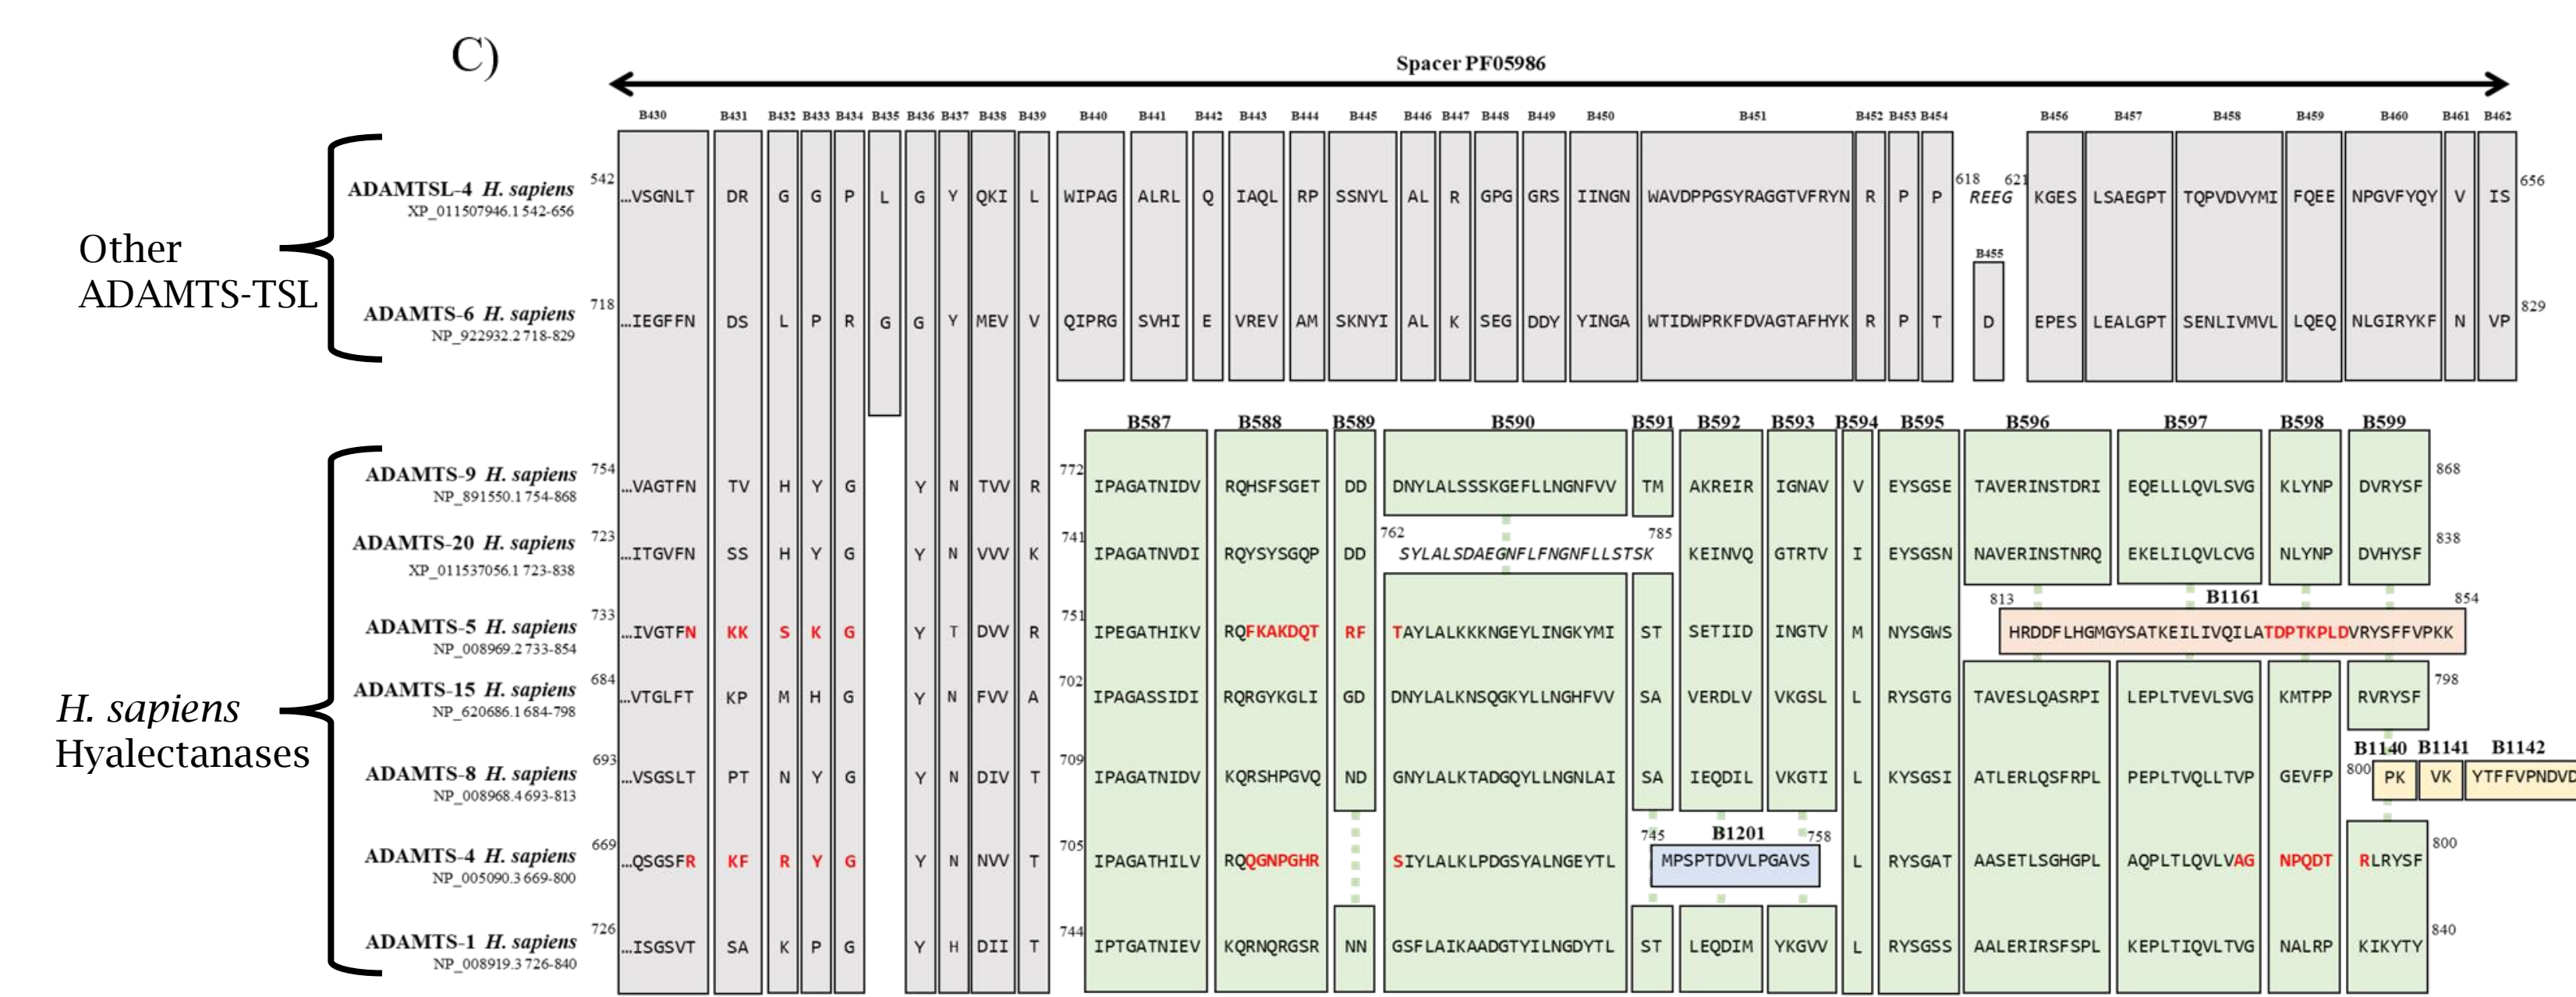 C)
Spacer PF05986
B430 B431 B432 B433 B434 B435 B436 B437 B438 B439 B440 B441 B442 B443 B444 B445 B446 B447 B448 B449 B450 B451 B452 B453 B454 B456 B457 B458 B459 B460 B461 B462
Other
ADAMTS-TSL
ADAMTSL-4 H. sapiens
XP_011507946.1 542-656
542 ...VSGNLT DR G G P L G Y QKI L WIPAG ALRL Q IAQL RP SSNYL AL R GPG GRS IINGN WAVDPPGSYRAGGTVFRYN R P P 618 REEG 621 KGES LSAEGPT TQPVDVYMI FQEE NPGVFYQY V IS 656
B455
ADAMTS-6 H. sapiens
NP_922932.2 718-829
718 ...IEGFFN DS L P R G G Y MEV V QIPRG SVHI E VREV AM SKNYI AL K SEG DDY YINGA WTIDWPRKFDVAGTAFHYK R P T D EPES LEALGPT SENLIVMVL LQEQ NLGIRYKF N VP 829
B587 B588 B589 B590 B591 B592 B593 B594 B595 B596 B597 B598 B599
H. sapiens
Hyalectanases
ADAMTS-9 H. sapiens
NP_891550.1 754-868
754 ...VAGTFN TV H Y G Y N TVV R 772 IPAGATNIDV RQHSFSGET DD DNYLALSSSKGEFLLNGNFVV TM AKREIR IGNAV V EYSGSE TAVERINSTDRI EQELLLQVLSVG KLYNP DVRYSF 868
ADAMTS-20 H. sapiens
XP_011537056.1 723-838
723 ...ITGVFN SS H Y G Y N VVV K 741 IPAGATNVDI RQYSYSGQP DD 762 SYLALSDAEGNFLFNGNFLLSTSK 785 KEINVQ GTRTV I EYSGSN NAVERINSTNRQ EKELILQVLCVG NLYNP DVHYSF 838
813 B1161 854
ADAMTS-5 H. sapiens
NP_008969.2 733-854
733 ...IVGTFN KK S K G Y T DVV R 751 IPEGATHIKV RQFKAKDQT RF TAYLALKKKNGEYLINGKYMI ST SETIID INGTV M NYSGWS HRDDFLHGMGYSATKEILIVQILATDPTKPLDVRYSFFVPKK
ADAMTS-15 H. sapiens
NP_620686.1 684-798
684 ...VTGLFT KP M H G Y N FVV A 702 IPAGASSIDI RQRGYKGLI GD DNYLALKNSQGKYLLNGHFVV SA VERDLV VKGSL L RYSGTG TAVESLQASRPI LEPLTVEVLSVG KMTPP RVRYSF 798
B1140 B1141 B1142
ADAMTS-8 H. sapiens
NP_008968.4 693-813
693 ...VSGSLT PT N Y G Y N DIV T 709 IPAGATNIDV KQRSHPGVQ ND GNYLALKTADGQYLLNGNLAI SA IEQDIL VKGTI L KYSGSI ATLERLQSFRPL PEPLTVQLLTVP GEVFP 800 PK VK YTFFVPNDVD
745 B1201 758
ADAMTS-4 H. sapiens
NP_005090.3 669-800
669 ...QSGSFR KF R Y G Y N NVV T 705 IPAGATHILV RQQGNPGHR SIYLALKLPDGSYALNGEYTL MPSPTDVVLPGAVS L RYSGAT AASETLSGHGPL AQPLTLQVLVAG NPQDT RLRYSF 800
ADAMTS-1 H. sapiens
NP_008919.3 726-840
726 ...ISGSVT SA K P G Y H DII T 744 IPTGATNIEV KQRNQRGSR NN GSFLAIKAADGTYILNGDYTL ST LEQDIM YKGVV L RYSGSS AALERIRSFSPL KEPLTIQVLTVG NALRP KIKYTY 840